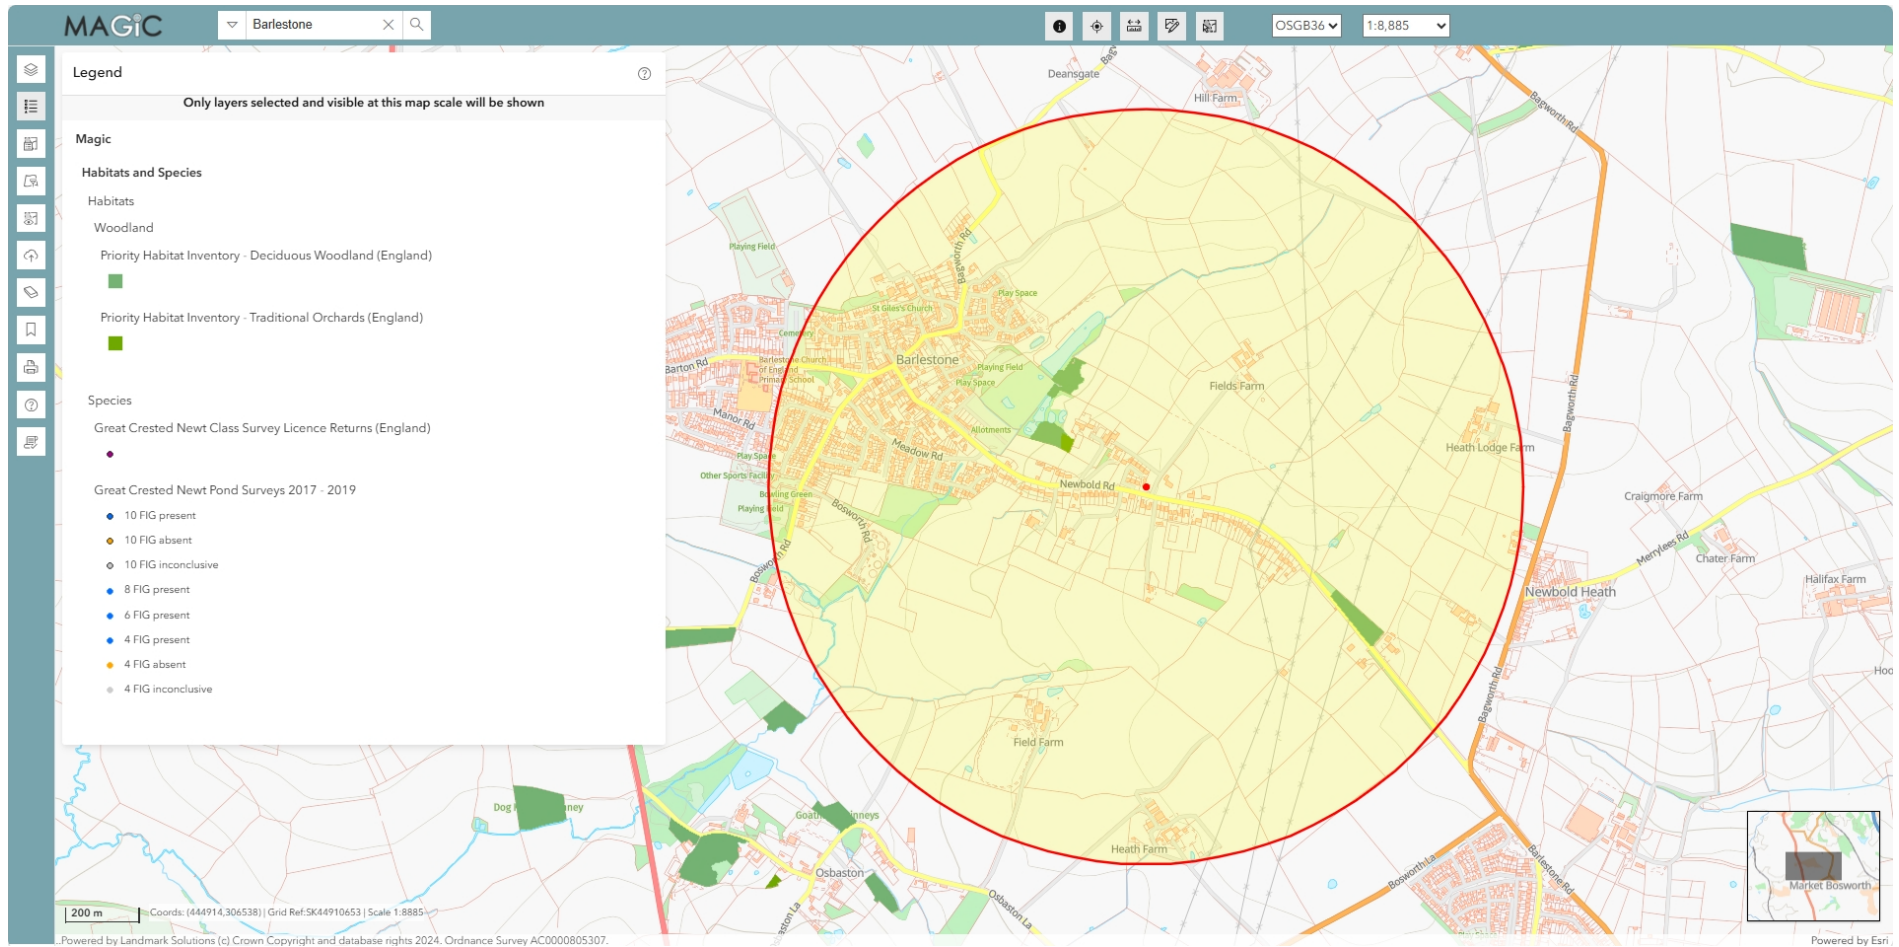 MAGiC
Barlestone
OSGB36
1:8,885
Legend
Only layers selected and visible at this map scale will be shown
Magic
Habitats and Species
Habitats
Woodland
Priority Habitat Inventory - Deciduous Woodland (England)
Priority Habitat Inventory - Traditional Orchards (England)
Species
Great Crested Newt Class Survey Licence Returns (England)
Great Crested Newt Pond Surveys 2017 - 2019
10 FIG present
10 FIG absent
10 FIG inconclusive
8 FIG present
6 FIG present
4 FIG present
4 FIG absent
4 FIG inconclusive
Deansgate
Hill Farm
Bagworth Rd
Playing Field
Bagworth Rd
Play Space
St Giles's Church
Cemetery
Barlestone
Barlestone Church
of England
Primary School
Barton Rd
Playing Field
Play Space
Fields Farm
Manor Rd
Allotments
Meadow Rd
Bagworth Rd
Heath Lodge Farm
Play Space
Other Sports Facility
Bowling Green
Playing Field
Newbold Rd
Bosworth Rd
Bosworth Rd
Craigmore Farm
Merrylees Rd
Chater Farm
Halifax Farm
Newbold Heath
Hoo
Bagworth Rd
Field Farm
Heath Farm
Osbaston
Osbaston La
Bosworth La
Barlestone Rd
Market Bosworth
200 m
Coords: (444914,306538) | Grid Ref:SK44910653 | Scale 1:8885
Powered by Landmark Solutions (c) Crown Copyright and database rights 2024. Ordnance Survey AC0000805307.
Powered by Esri